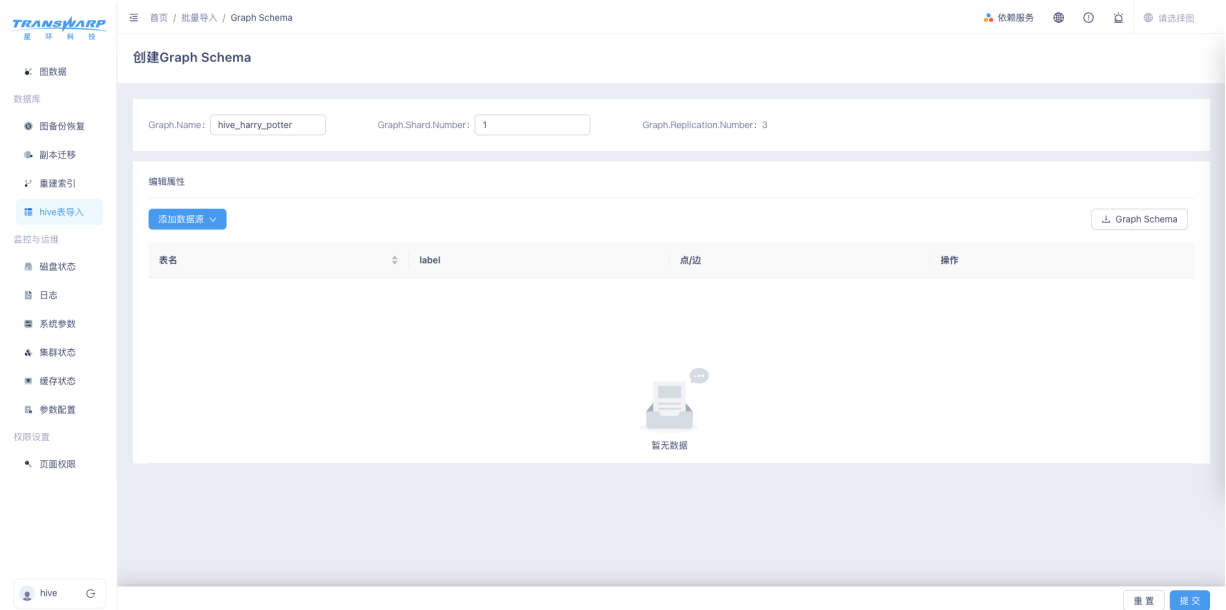 TRANSWARP
星 环 科 技
首页 / 批量导入 / Graph Schema
依赖服务
请选择图
创建Graph Schema
图数据
数据库
图备份恢复
副本迁移
重建索引
hive表导入
监控与运维
磁盘状态
日志
系统参数
集群状态
缓存状态
参数配置
权限设置
页面权限
hive
Graph.Name: hive_harry_potter
Graph.Shard.Number: 1
Graph.Replication.Number: 3
编辑属性
添加数据源
Graph Schema
表名 label 点/边 操作
暂无数据
重 置 提 交